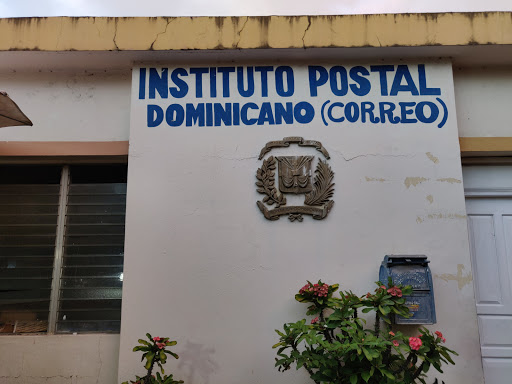 INSTITUTO POSTAL
DOMINICANO (CORREO)